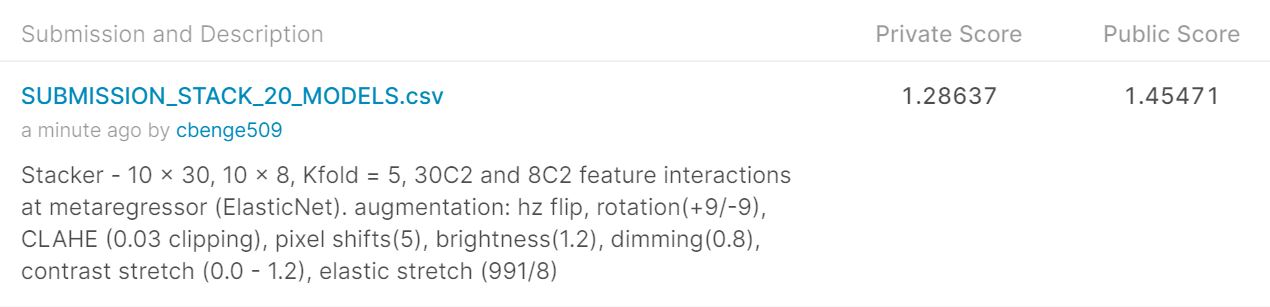 Submission and Description Private Score Public Score
SUBMISSION_STACK_20_MODELS.csv 1.28637 1.45471
a minute ago by cbenge509
Stacker - 10 × 30, 10 × 8, Kfold = 5, 30C2 and 8C2 feature interactions
at metaregressor (ElasticNet). augmentation: hz flip, rotation(+9/-9),
CLAHE (0.03 clipping), pixel shifts(5), brightness(1.2), dimming(0.8),
contrast stretch (0.0 - 1.2), elastic stretch (991/8)